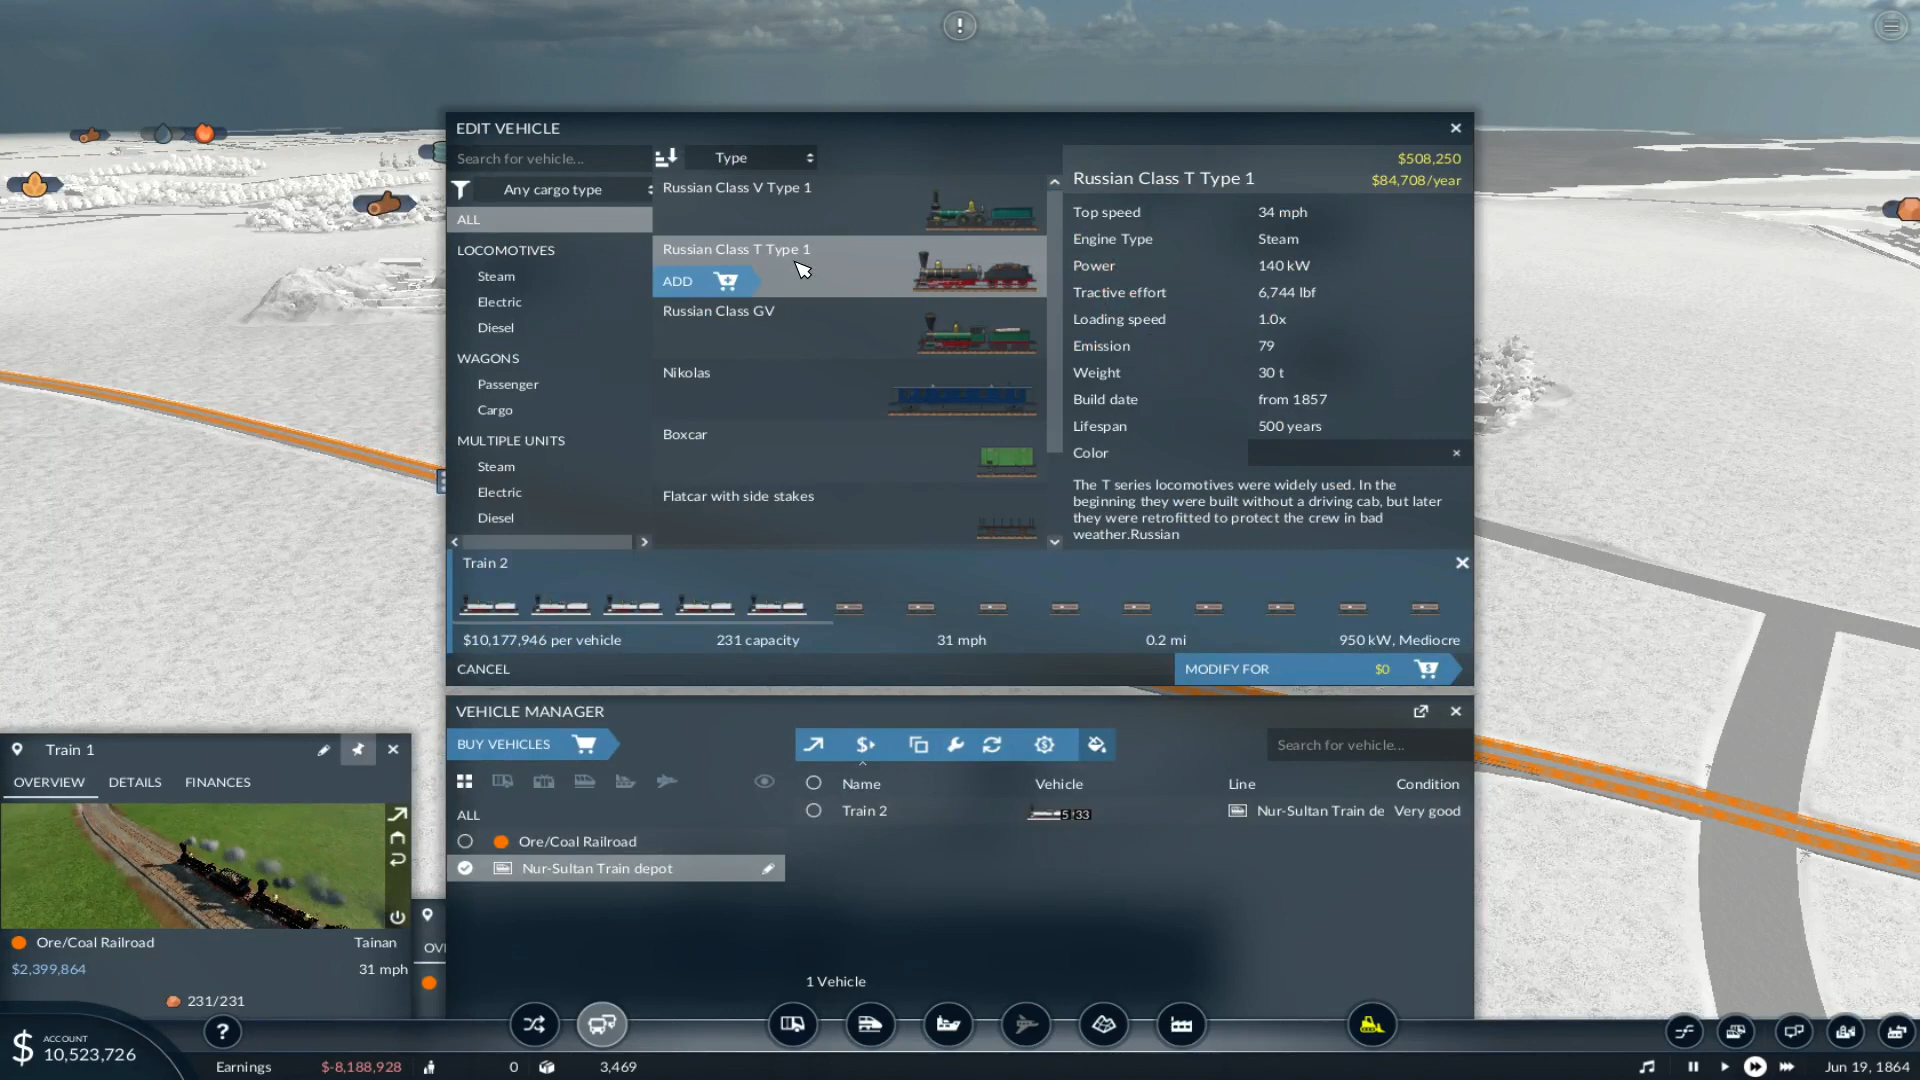 EDIT VEHICLE
Search for vehicle...
Type
Any cargo type
ALL
LOCOMOTIVES
Steam
Electric
Diesel
WAGONS
Passenger
Cargo
MULTIPLE UNITS
Steam
Electric
Diesel
Russian Class V Type 1
Russian Class T Type 1
ADD
Russian Class GV
Nikolas
Boxcar
Flatcar with side stakes
$508,250
Russian Class T Type 1
$84,708/year
Top speed 34 mph
Engine Type Steam
Power 140 kW
Tractive effort 6,744 lbf
Loading speed 1.0x
Emission 79
Weight 30 t
Build date from 1857
Lifespan 500 years
Color
The T series locomotives were widely used. In the
beginning they were built without a driving cab, but later
they were retrofitted to protect the crew in bad
weather.Russian
Train 2
$10,177,946 per vehicle 231 capacity 31 mph 0.2 mi 950 kW, Mediocre
CANCEL
MODIFY FOR $0
VEHICLE MANAGER
BUY VEHICLES
Search for vehicle...
ALL
Ore/Coal Railroad
Nur-Sultan Train depot
Name Vehicle Line Condition
Train 2 5 33 Nur-Sultan Train de Very good
1 Vehicle
Train 1
OVERVIEW DETAILS FINANCES
Ore/Coal Railroad Tainan
$2,399,864 31 mph
231/231
OVI
?
$ ACCOUNT
10,523,726
Earnings $-8,188,928 0 3,469
Jun 19, 1864